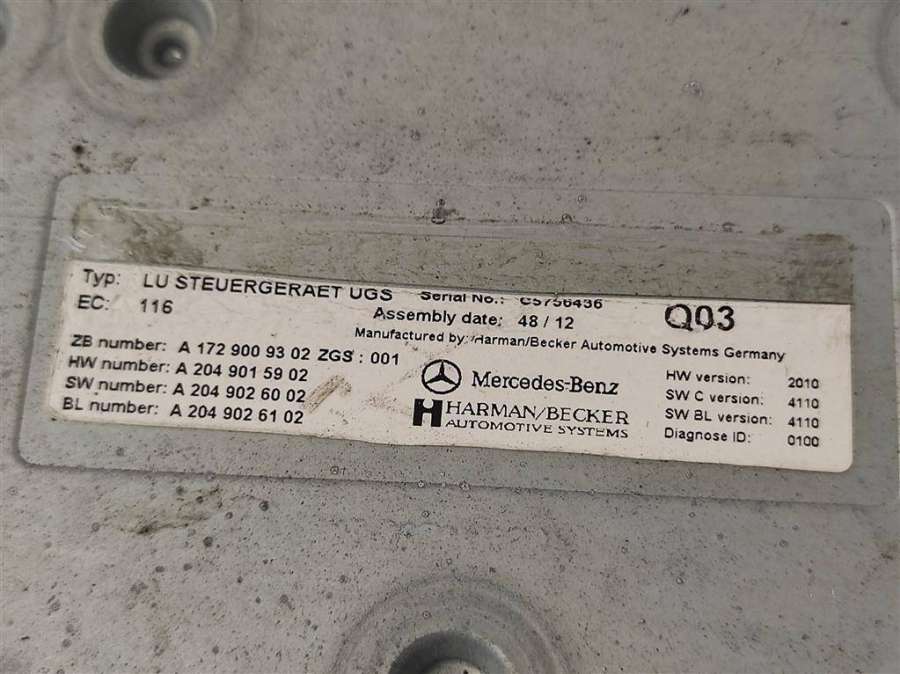 Typ: LU STEUERGERAET UGS Serial No.: C5756436
EC: 116 Assembly date: 48 / 12 Q03
Manufactured by: Harman/Becker Automotive Systems Germany
ZB number: A 172 900 93 02 ZGS : 001
HW number: A 204 901 59 02
SW number: A 204 902 60 02
BL number: A 204 902 61 02
Mercedes-Benz
HARMAN/BECKER
AUTOMOTIVE SYSTEMS
HW version: 2010
SW C version: 4110
SW BL version: 4110
Diagnose ID: 0100